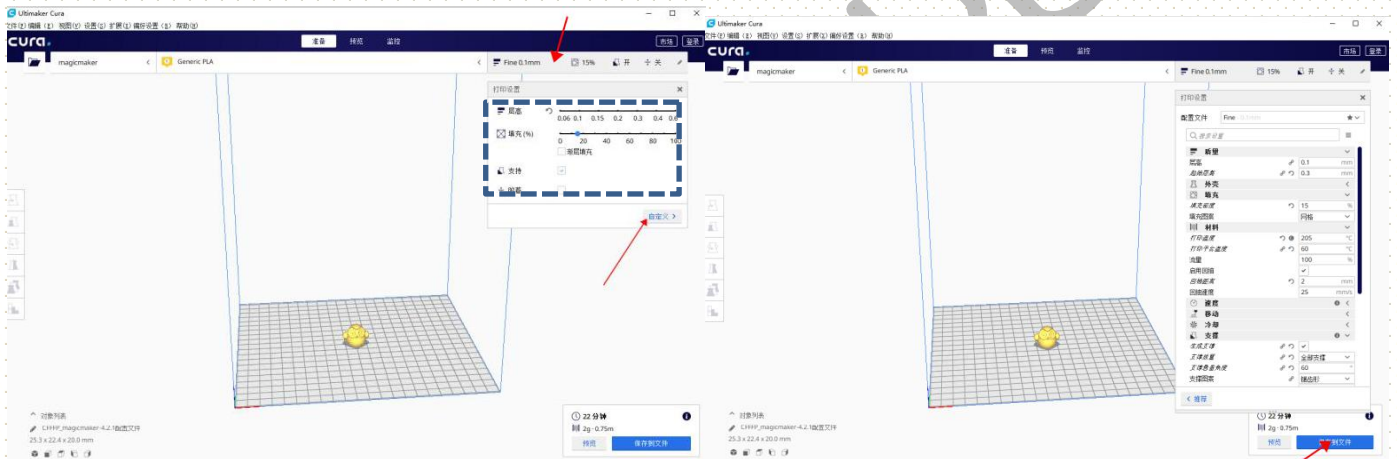 Ultimaker Cura
文件(F) 编辑 (E) 视图(V) 设置(S) 扩展(X) 偏好设置 (R) 帮助(H)
cura.
准备 预览 监控
市场 登录
magicmaker
Generic PLA
Fine 0.1mm
15%
开
关
打印设置
层高
0.06 0.1 0.15 0.2 0.3 0.4 0.6
填充 (%)
0 20 40 60 80 100
渐层填充
支持
附着
自定义
对象列表
CFFFP_magicmaker-4.2.1配置文件
25.3 x 22.4 x 20.0 mm
22 分钟
2g · 0.75m
预览
保存到文件
Ultimaker Cura
文件(F) 编辑 (E) 视图(V) 设置(S) 扩展(X) 偏好设置 (R) 帮助(H)
cura.
准备 预览 监控
市场 登录
magicmaker
Generic PLA
Fine 0.1mm
15%
开
关
打印设置
配置文件 Fine 0.1mm
搜索设置
质量
层高 0.1 mm
起始层高 0.3 mm
外壳
填充
填充密度 15 %
填充图案 网格
材料
打印温度 205 °C
打印平台温度 60 °C
流量 100 %
启用回抽
回抽距离 2 mm
回抽速度 25 mm/s
速度
移动
冷却
支撑
生成支撑
支撑放置 全部支撑
支撑悬垂角度 60 °
支撑图案 锯齿形
推荐
对象列表
CFFFP_magicmaker-4.2.1配置文件
25.3 x 22.4 x 20.0 mm
22 分钟
2g · 0.75m
预览
保存到文件